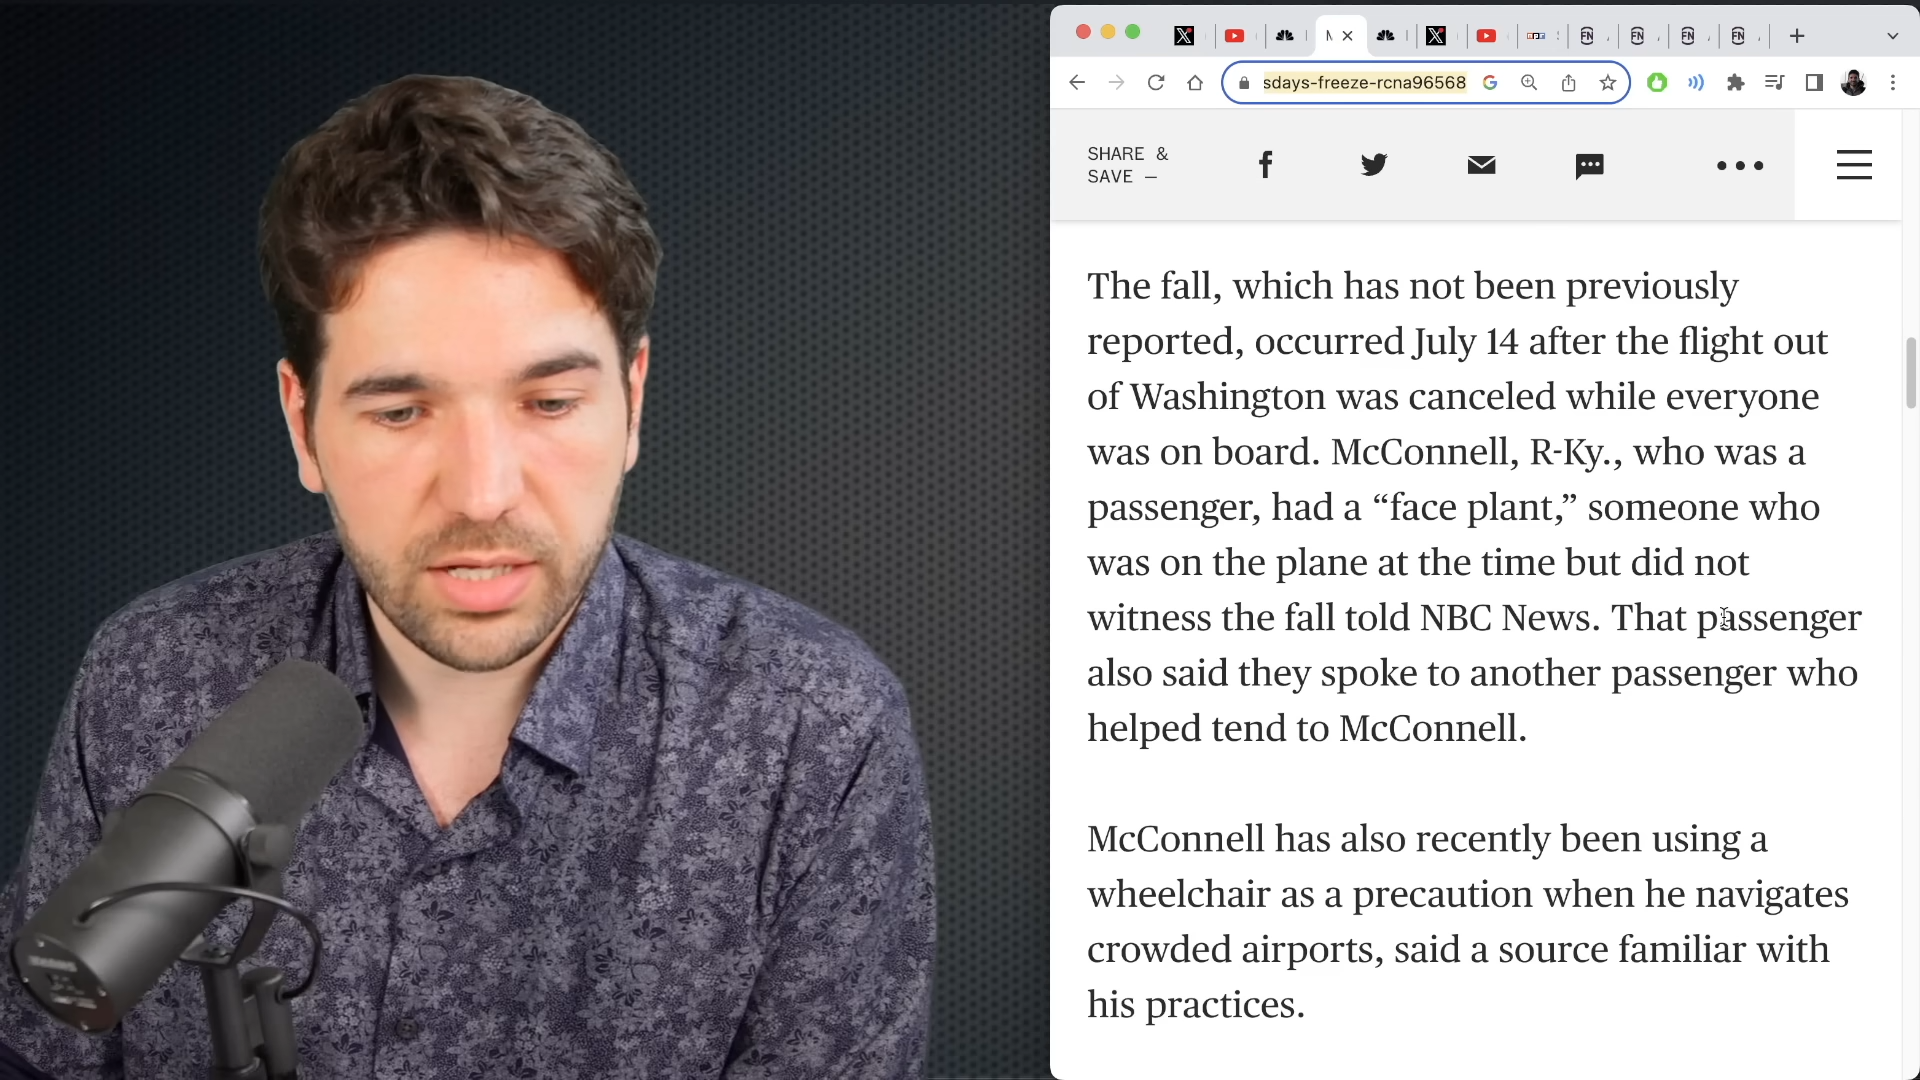 sdays-freeze-rcna96568
SHARE &
SAVE —
The fall, which has not been previously
reported, occurred July 14 after the flight out
of Washington was canceled while everyone
was on board. McConnell, R-Ky., who was a
passenger, had a “face plant,” someone who
was on the plane at the time but did not
witness the fall told NBC News. That passenger
also said they spoke to another passenger who
helped tend to McConnell.
McConnell has also recently been using a
wheelchair as a precaution when he navigates
crowded airports, said a source familiar with
his practices.